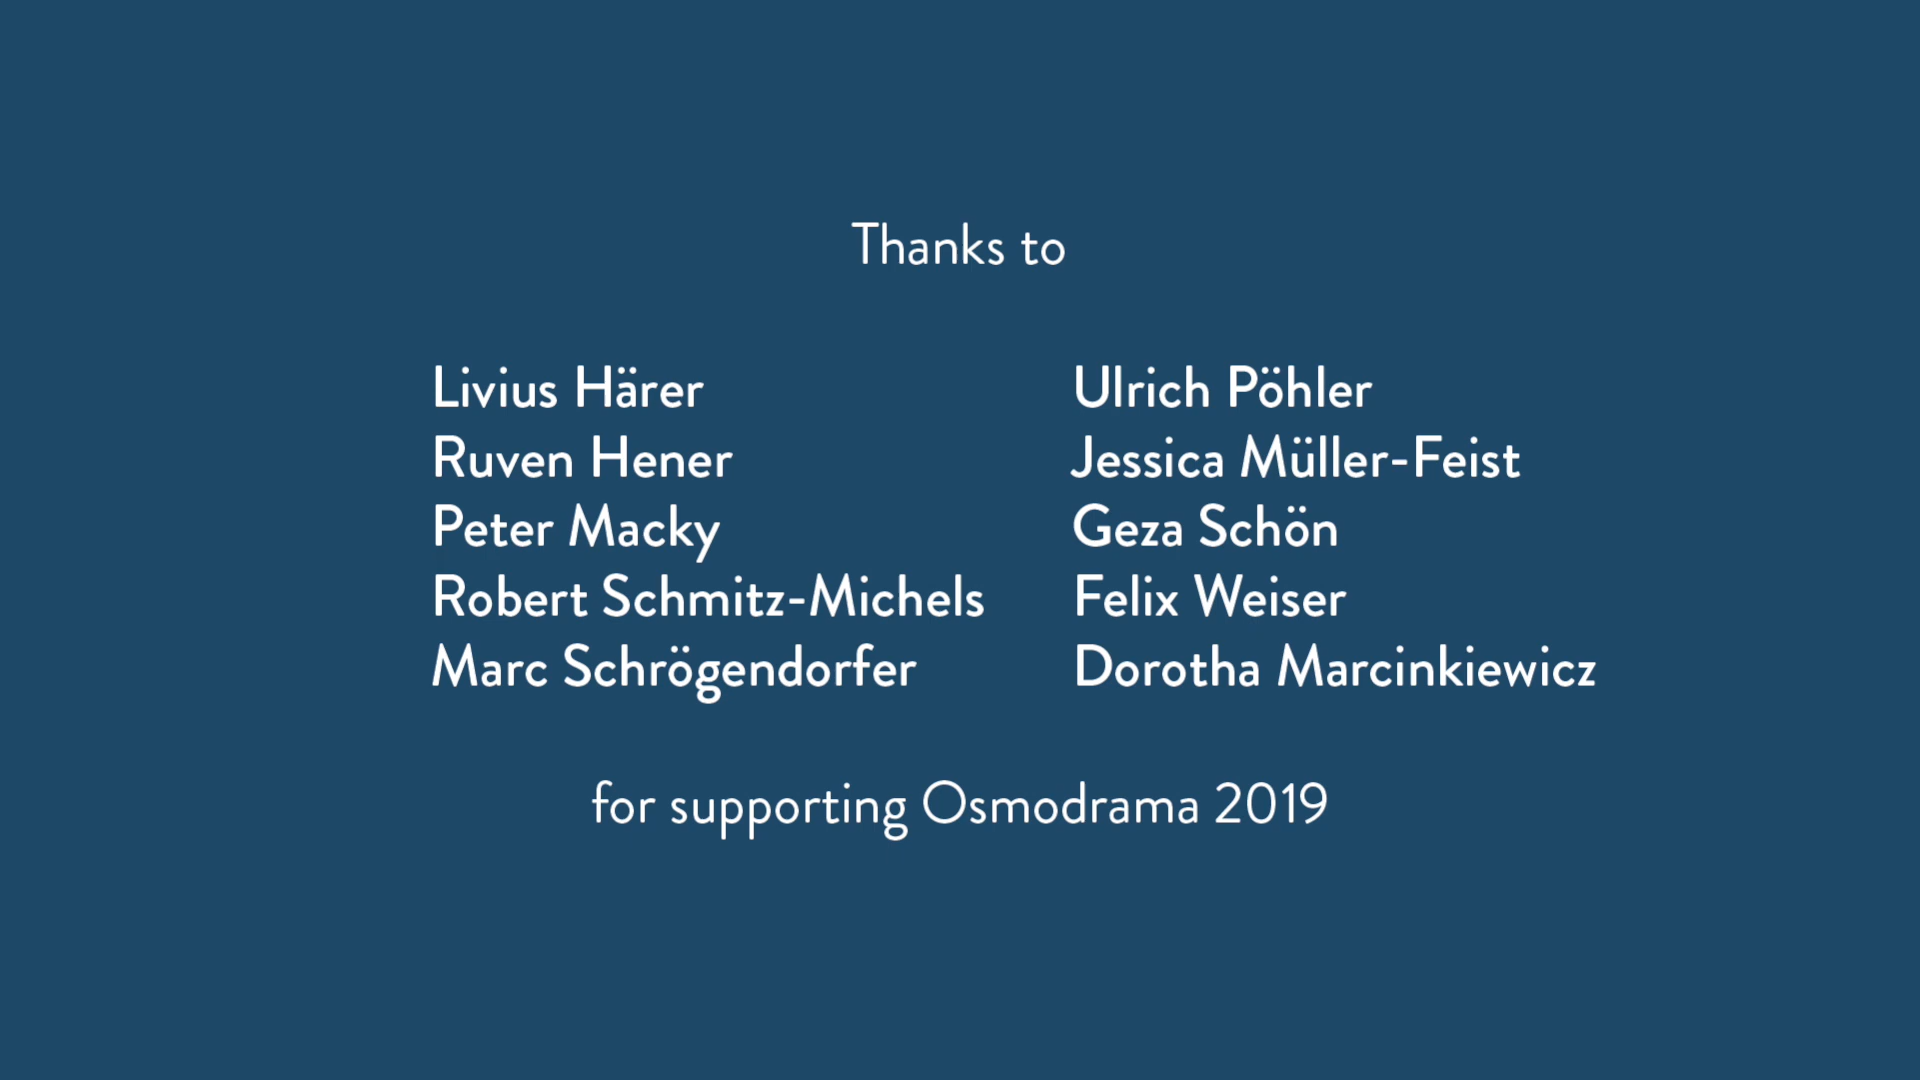 Thanks to
Livius Härer
Ruven Hener
Peter Macky
Robert Schmitz-Michels
Marc Schrögendorfer
Ulrich Pöhler
Jessica Müller-Feist
Geza Schön
Felix Weiser
Dorotha Marcinkiewicz
for supporting Osmodrama 2019